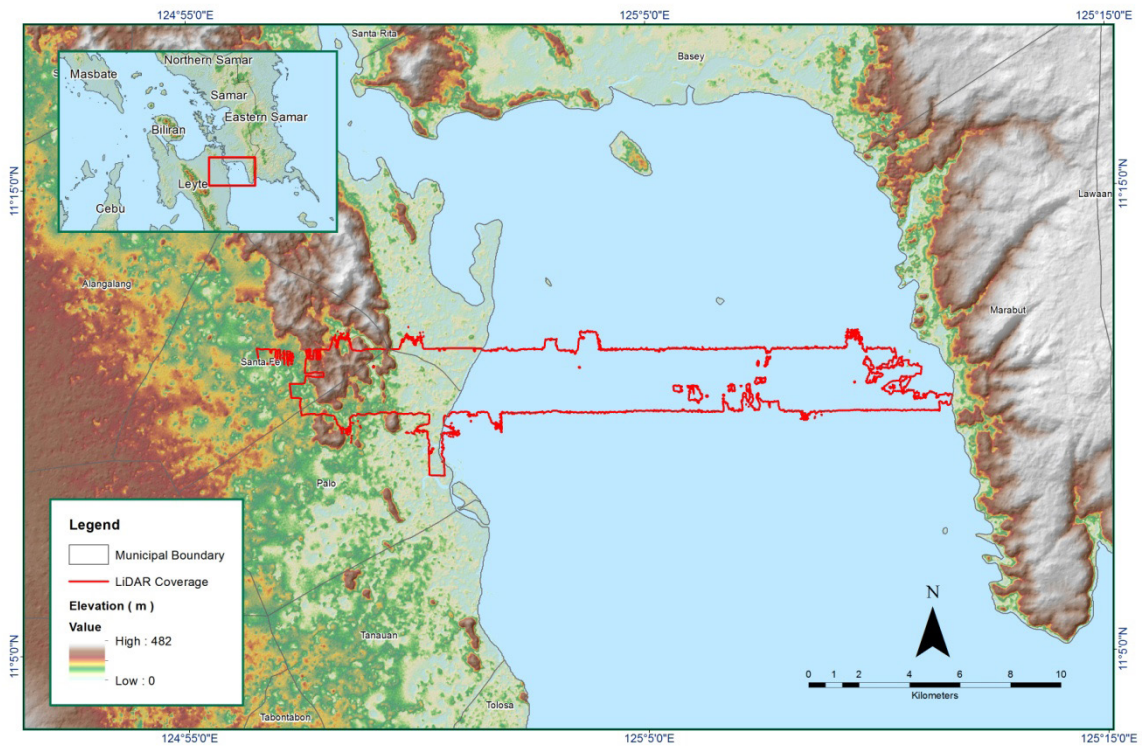 124°55'0"E
125°5'0"E
125°15'0"E
Santa Rita
Basey
Northern Samar
Masbate
Samar
Eastern Samar
Biliran
Leyte
Cebu
11°15'0"N
11°15'0"N
Lawaan
Alangalang
Marabut
Santa Fe
Palo
Legend
Municipal Boundary
LiDAR Coverage
Elevation ( m )
Value
High : 482
Low : 0
N
Tanauan
11°5'0"N
11°5'0"N
0 1 2 4 6 8 10
Kilometers
Tolosa
Tabontabon
124°55'0"E
125°5'0"E
125°15'0"E